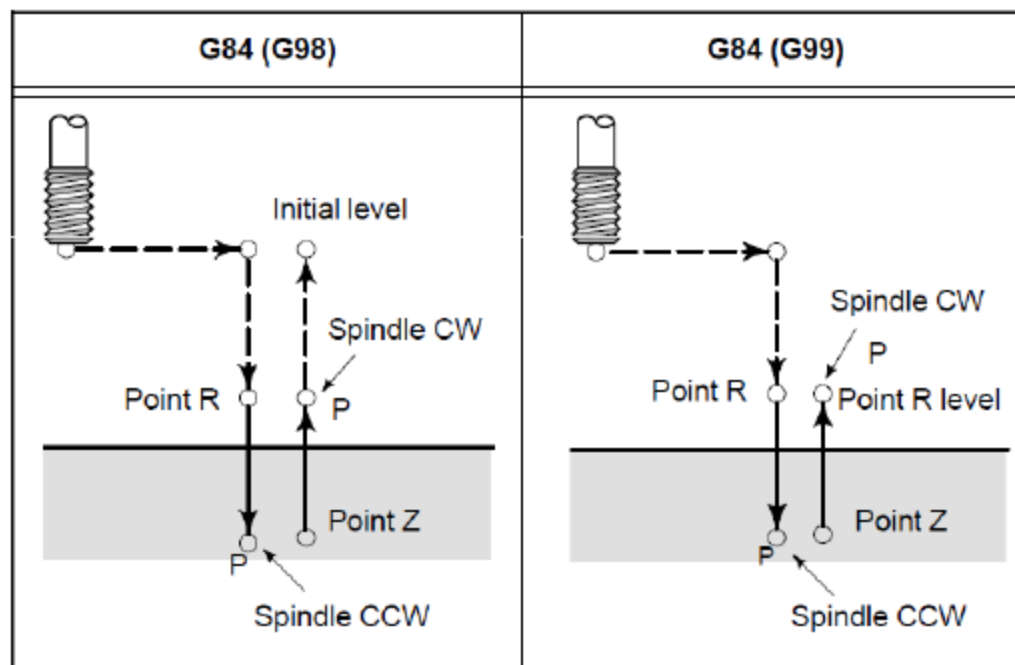 G84 (G98)
Initial level
Spindle CW
Point R
P
Point Z
P
Spindle CCW
G84 (G99)
Spindle CW
P
Point R
Point R level
Point Z
P
Spindle CCW